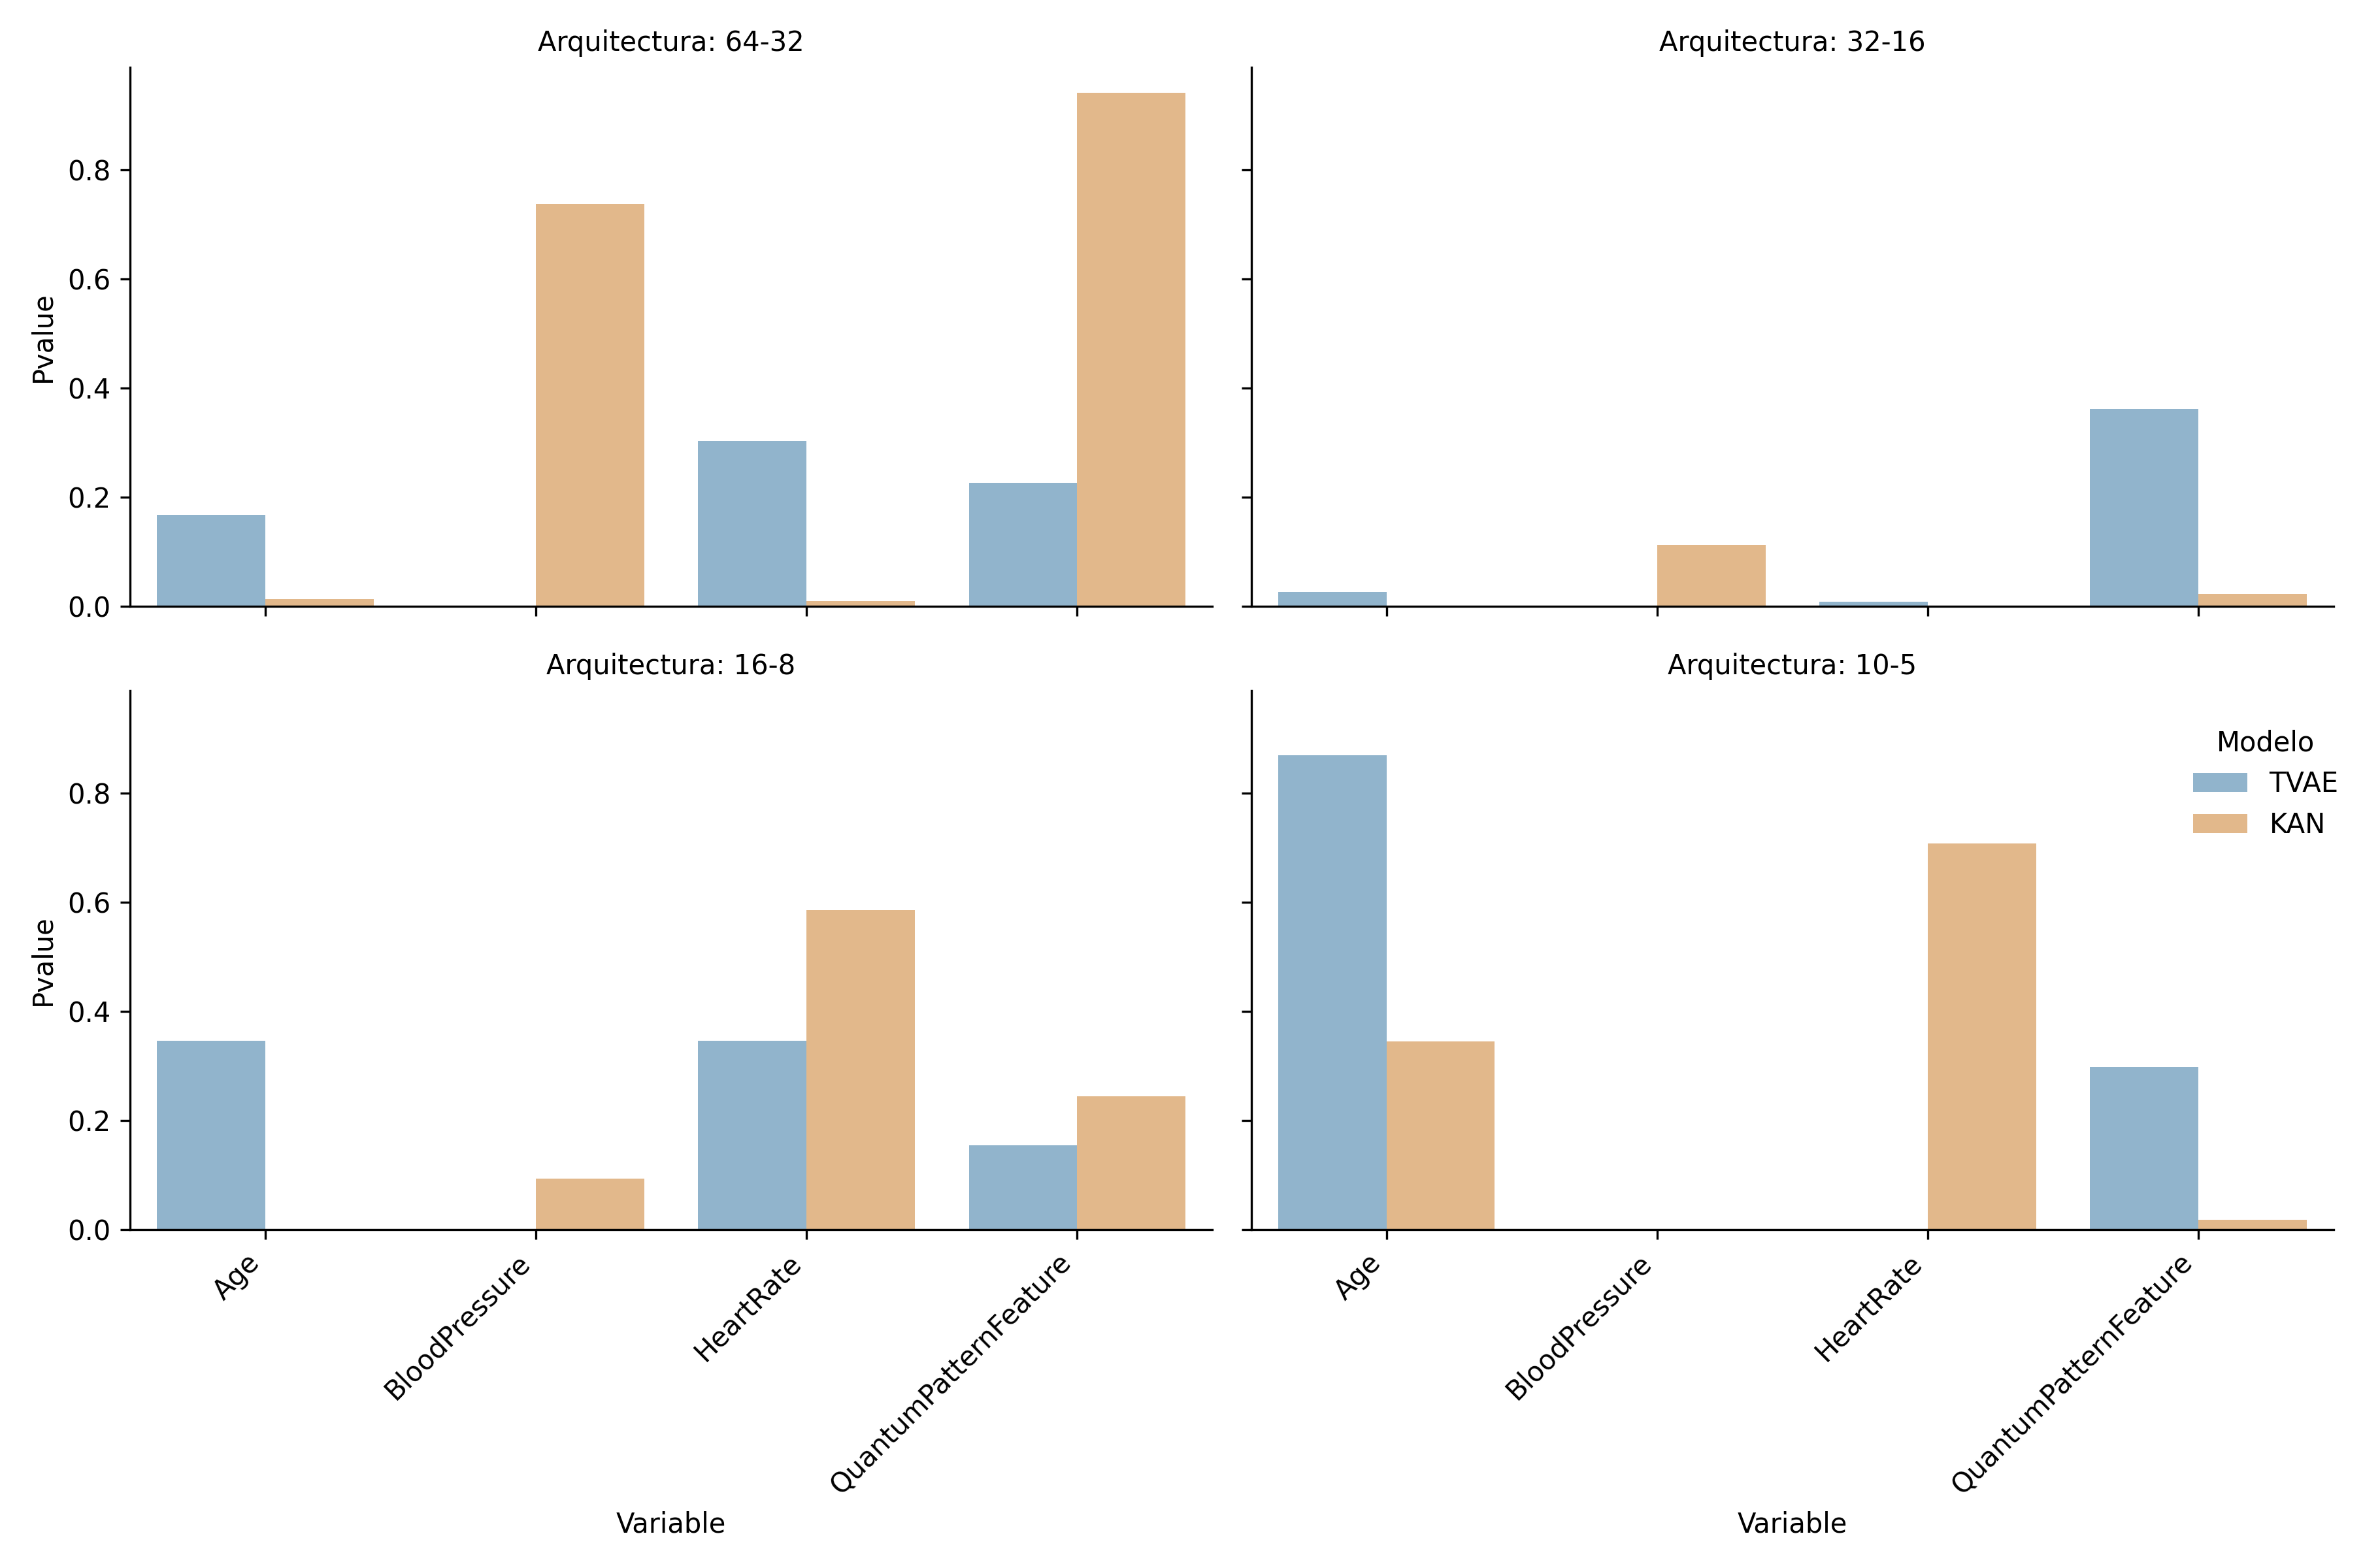 Arquitectura: 64-32
Pvalue
0.8
0.6
0.4
0.2
0.0
Arquitectura: 32-16
Arquitectura: 16-8
Pvalue
0.8
0.6
0.4
0.2
0.0
Age
BloodPressure
HeartRate
QuantumPatternFeature
Variable
Arquitectura: 10-5
Modelo
TVAE
KAN
Age
BloodPressure
HeartRate
QuantumPatternFeature
Variable